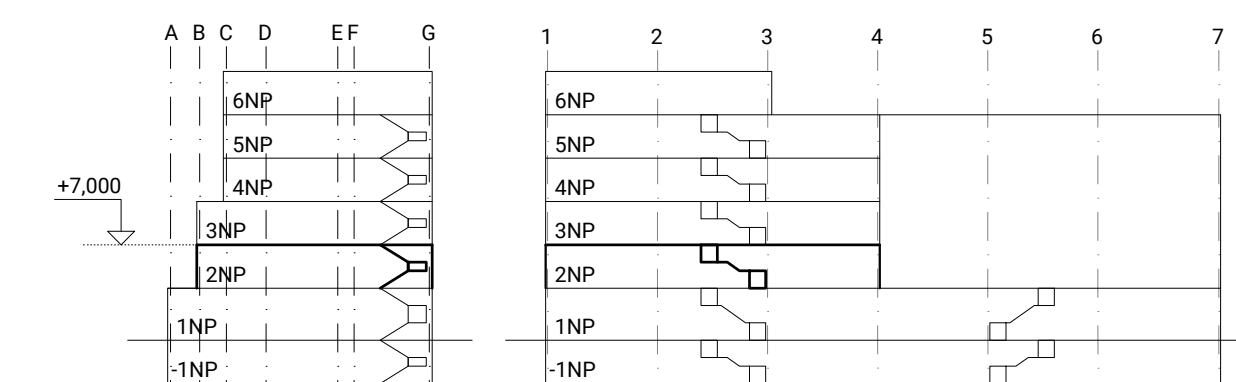 A B C D E F G
1 2 3 4 5 6 7
6NP 6NP
5NP 5NP
+7,000
4NP 4NP
3NP 3NP
2NP 2NP
1NP 1NP
-1NP -1NP